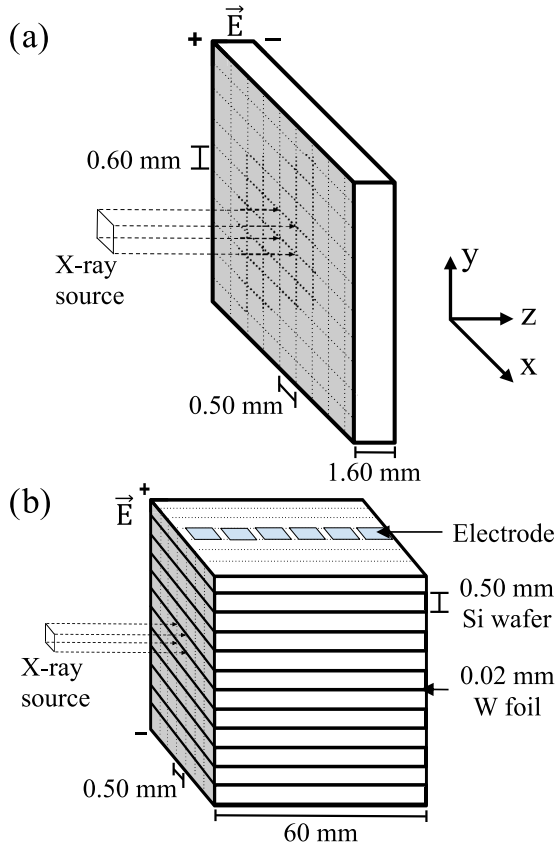 (a)
E
+ −
0.60 mm
X-ray
source
y
z
x
0.50 mm
1.60 mm
(b)
+
E
Electrode
0.50 mm
Si wafer
X-ray
source
0.02 mm
W foil
−
0.50 mm
60 mm